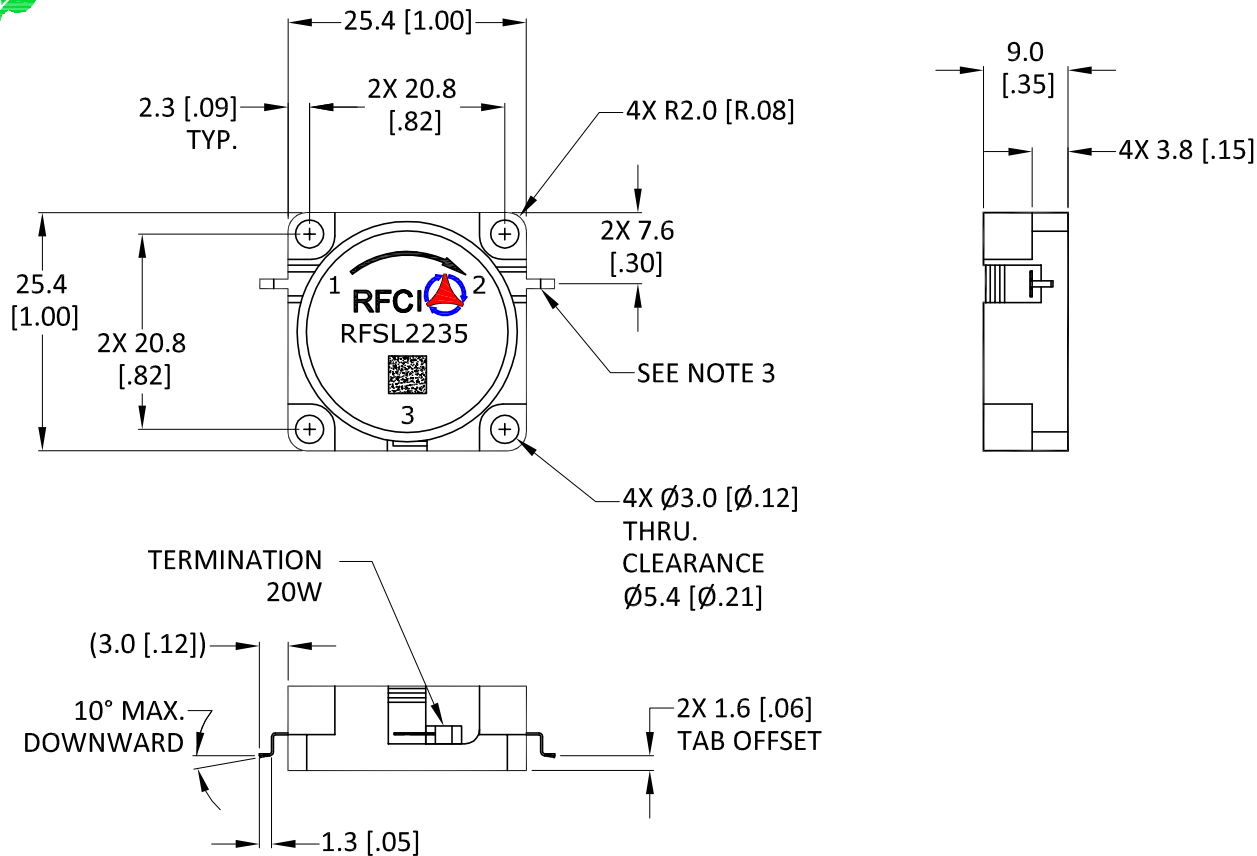 25.4 [1.00]
9.0
[.35]
2X 20.8
[.82]
2.3 [.09]
TYP.
4X R2.0 [R.08]
4X 3.8 [.15]
2X 7.6
[.30]
25.4
[1.00]
2X 20.8
[.82]
1
2
RFCI
RFSL2235
3
SEE NOTE 3
4X Ø3.0 [Ø.12]
THRU.
CLEARANCE
Ø5.4 [Ø.21]
TERMINATION
20W
(3.0 [.12])
10° MAX.
DOWNWARD
2X 1.6 [.06]
TAB OFFSET
1.3 [.05]